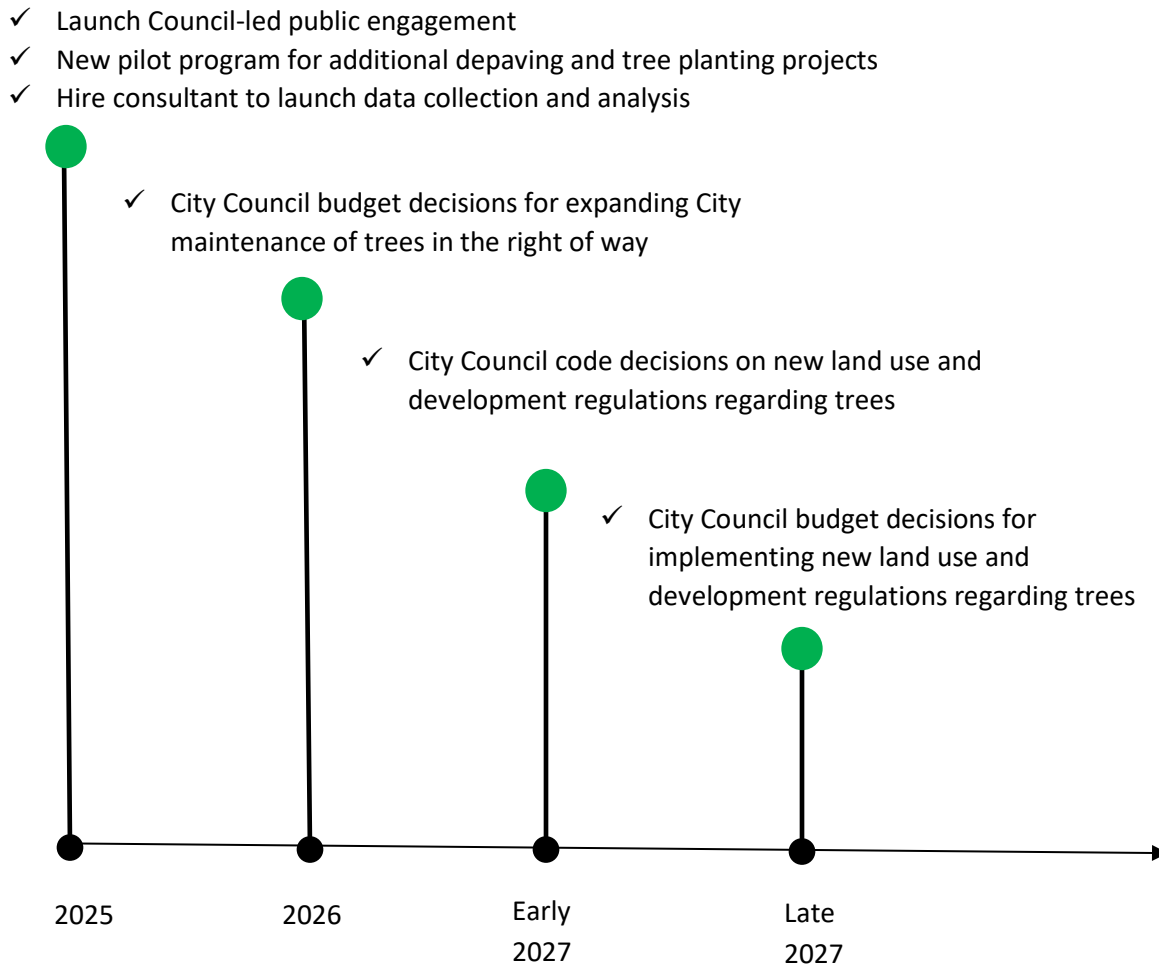 ✓ Launch Council-led public engagement
✓ New pilot program for additional depaving and tree planting projects
✓ Hire consultant to launch data collection and analysis
✓ City Council budget decisions for expanding City
maintenance of trees in the right of way
✓ City Council code decisions on new land use and
development regulations regarding trees
✓ City Council budget decisions for
implementing new land use and
development regulations regarding trees
2025
2026
Early
2027
Late
2027